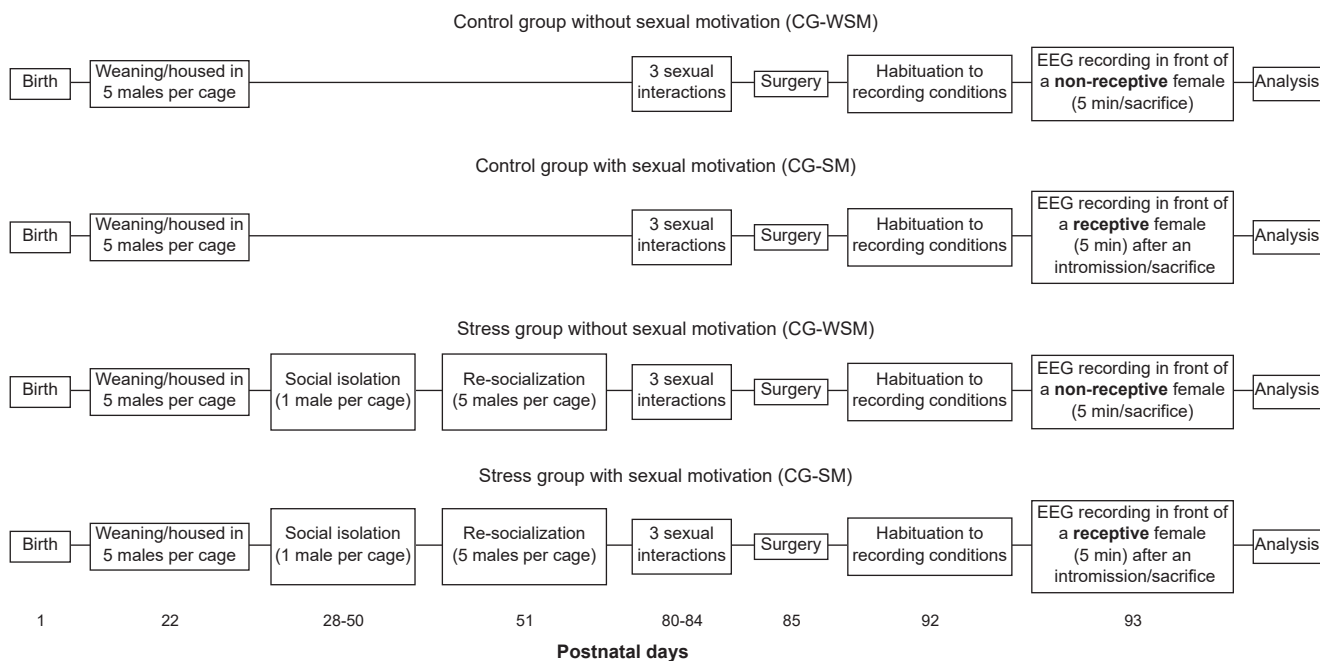 Control group without sexual motivation (CG-WSM)
Birth
Weaning/housed in
5 males per cage
3 sexual
interactions
Surgery
Habituation to
recording conditions
EEG recording in front of
a non-receptive female
(5 min/sacrifice)
Analysis
Control group with sexual motivation (CG-SM)
Birth
Weaning/housed in
5 males per cage
3 sexual
interactions
Surgery
Habituation to
recording conditions
EEG recording in front of
a receptive female
(5 min) after an
intromission/sacrifice
Analysis
Stress group without sexual motivation (CG-WSM)
Birth
Weaning/housed in
5 males per cage
Social isolation
(1 male per cage)
Re-socialization
(5 males per cage)
3 sexual
interactions
Surgery
Habituation to
recording conditions
EEG recording in front of
a non-receptive female
(5 min/sacrifice)
Analysis
Stress group with sexual motivation (CG-SM)
Birth
Weaning/housed in
5 males per cage
Social isolation
(1 male per cage)
Re-socialization
(5 males per cage)
3 sexual
interactions
Surgery
Habituation to
recording conditions
EEG recording in front of
a receptive female
(5 min) after an
intromission/sacrifice
Analysis
1 22 28-50 51 80-84 85 92 93
Postnatal days